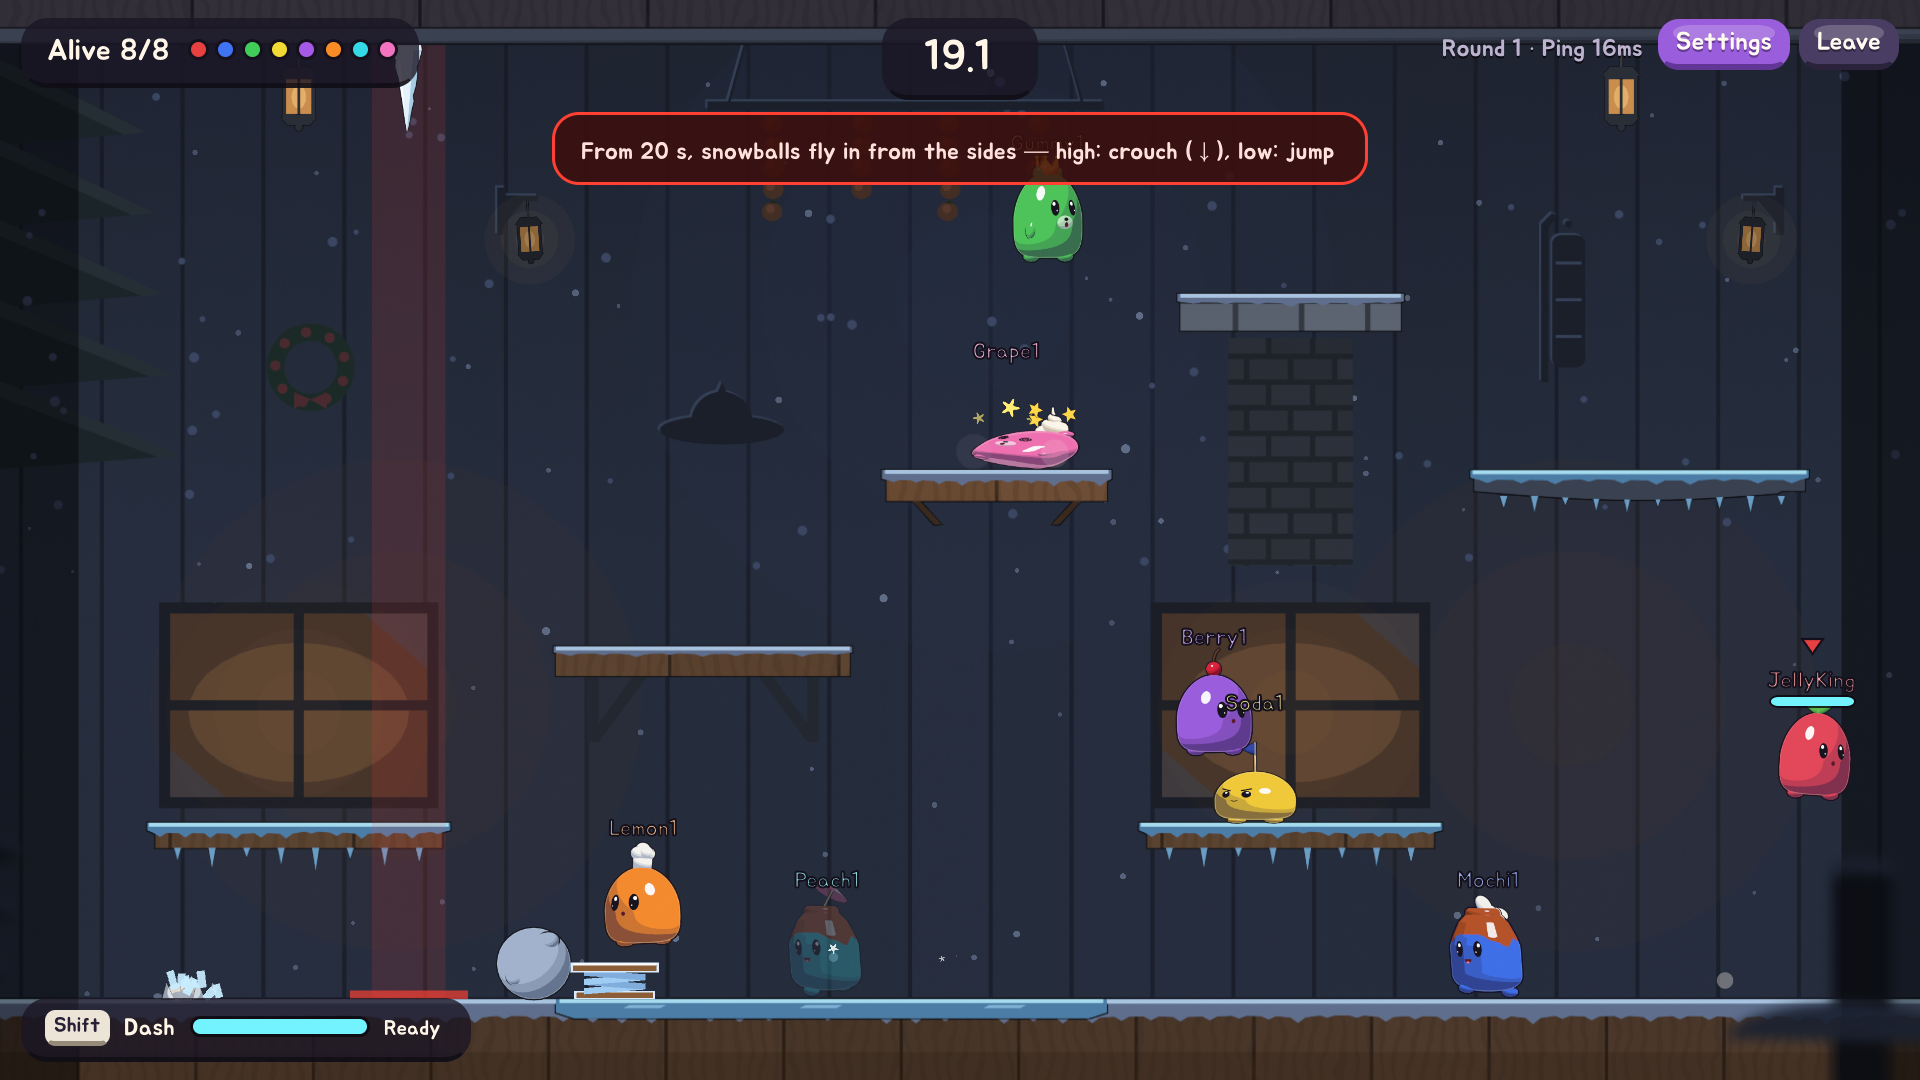 Alive 8/8
19.1
Round 1 · Ping 16ms
Settings
Leave
From 20 s, snowballs fly in from the sides — high: crouch (↓), low: jump
Grape1
Berry1
Soda1
JellyKing
Lemon1
Peach1
Mochi1
Shift
Dash
Ready